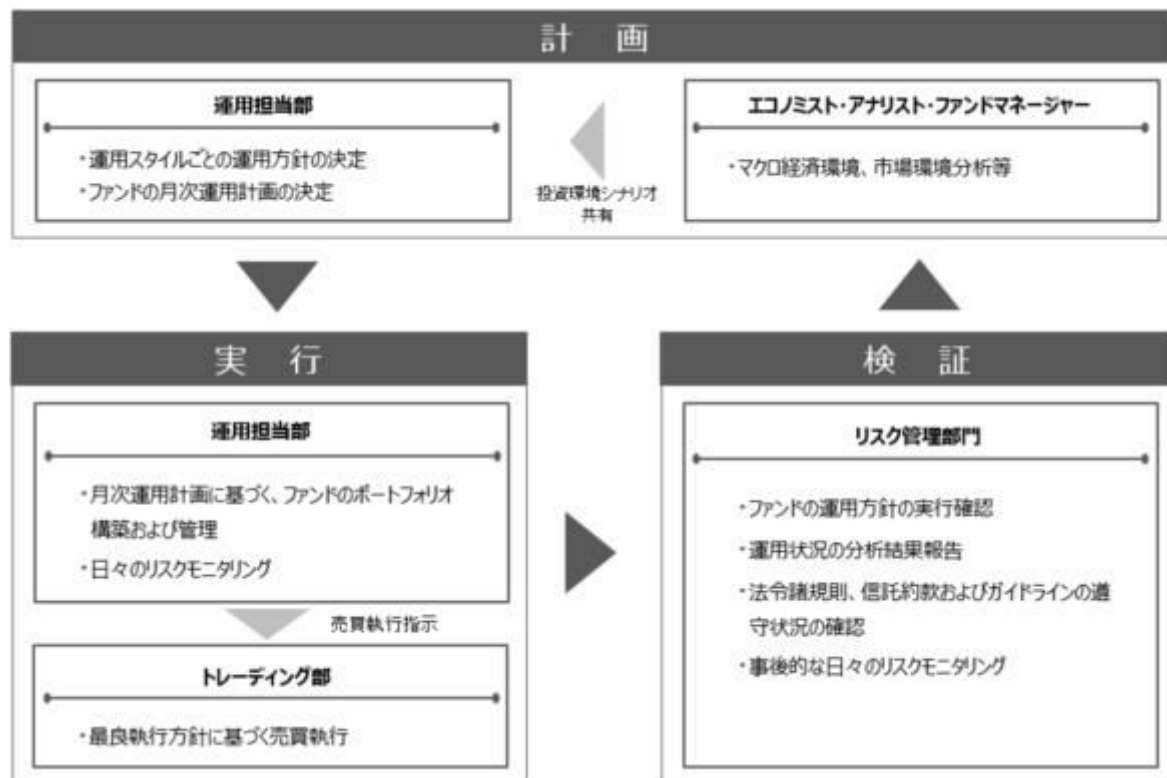 計 画
運用担当部
・運用スタイルごとの運用方針の決定
・ファンドの月次運用計画の決定
投資環境シナリオ
共有
エコノミスト・アナリスト・ファンドマネージャー
・マクロ経済環境、市場環境分析等
実 行
運用担当部
・月次運用計画に基づく、ファンドのポートフォリオ
構築および管理
・日々のリスクモニタリング
売買執行指示
トレーディング部
・最良執行方針に基づく売買執行
検 証
リスク管理部門
・ファンドの運用方針の実行確認
・運用状況の分析結果報告
・法令諸規則、信託約款およびガイドラインの遵
守状況の確認
・事後的な日々のリスクモニタリング